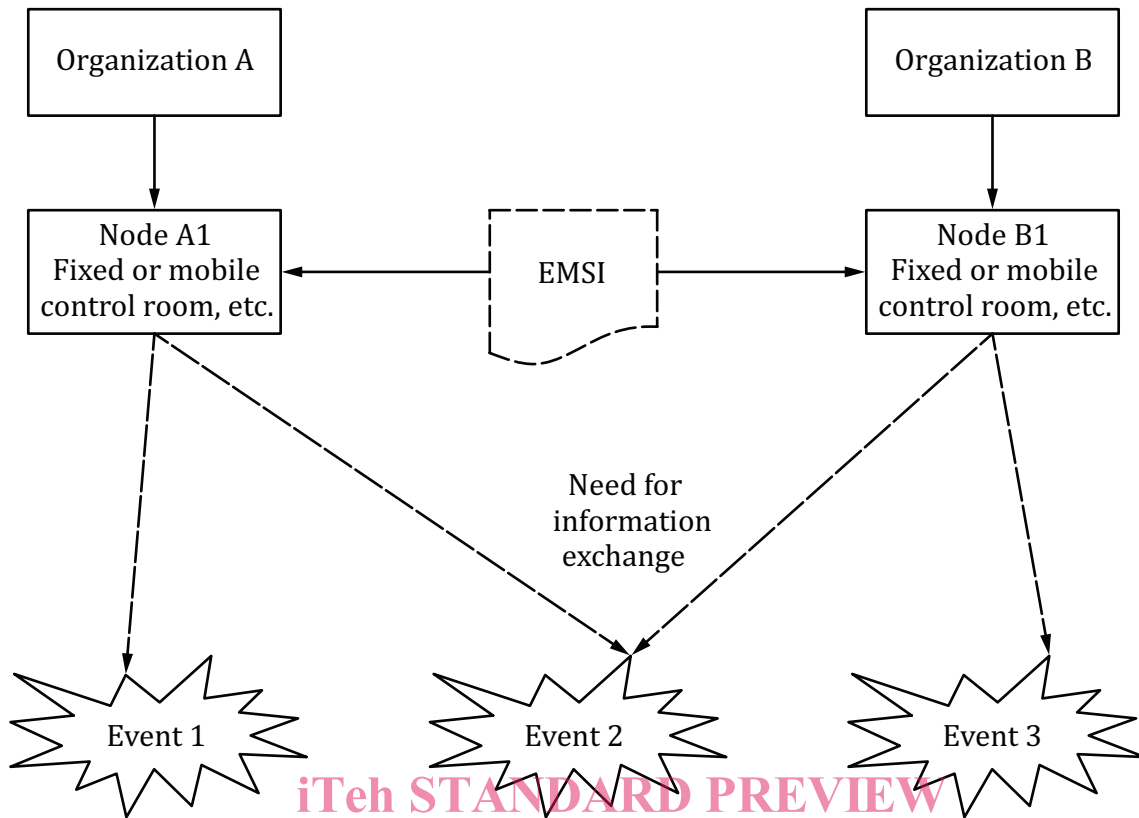 Organization A
Organization B
Node A1
Fixed or mobile
control room, etc.
EMSI
Node B1
Fixed or mobile
control room, etc.
Need for
information
exchange
Event 1
Event 2
Event 3
iTeh STANDARD PREVIEW